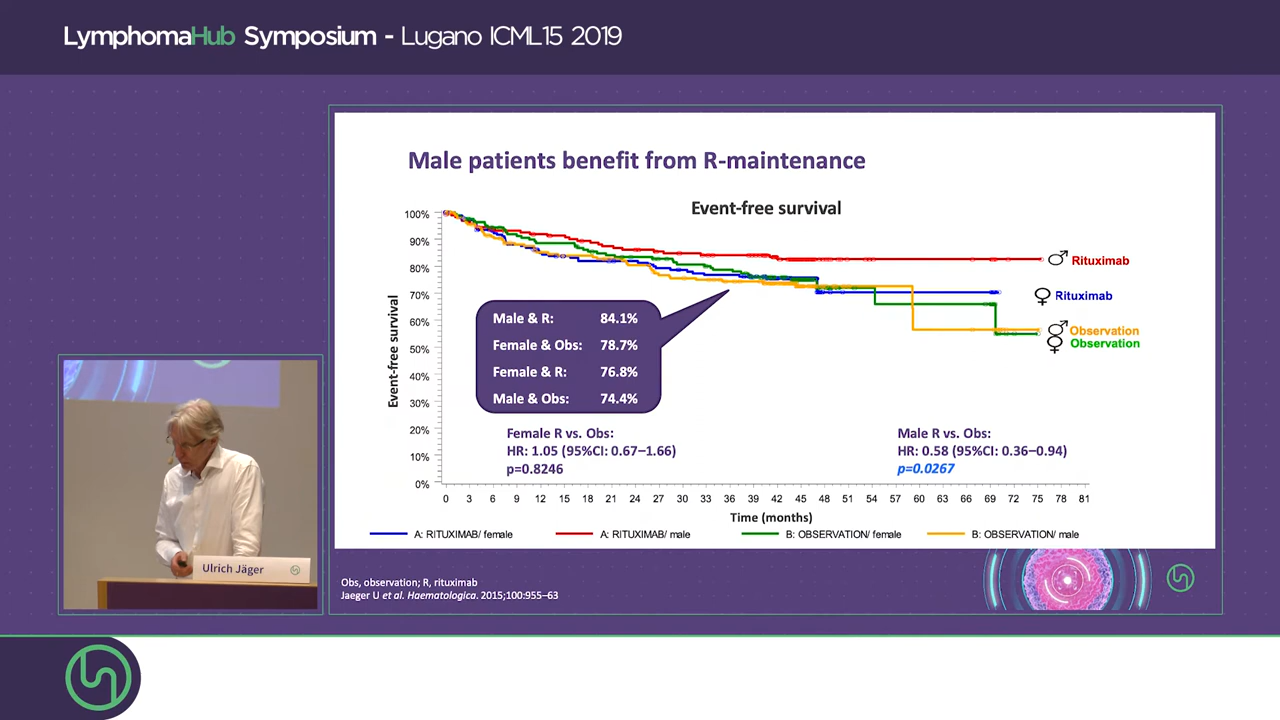 LymphomaHub Symposium - Lugano ICML15 2019
Male patients benefit from R-maintenance
Event-free survival
Event-free survival
100%
90%
80%
70%
60%
50%
40%
30%
20%
10%
0%
♂ Rituximab
♀ Rituximab
♂ Observation
♀ Observation
Male & R: 84.1%
Female & Obs: 78.7%
Female & R: 76.8%
Male & Obs: 74.4%
Female R vs. Obs:
HR: 1.05 (95%CI: 0.67–1.66)
p=0.8246
Male R vs. Obs:
HR: 0.58 (95%CI: 0.36–0.94)
p=0.0267
0 3 6 9 12 15 18 21 24 27 30 33 36 39 42 45 48 51 54 57 60 63 66 69 72 75 78 81
Time (months)
A: RITUXIMAB/ female A: RITUXIMAB/ male B: OBSERVATION/ female B: OBSERVATION/ male
Ulrich Jäger
Obs, observation; R, rituximab
Jaeger U et al. Haematologica. 2015;100:955–63